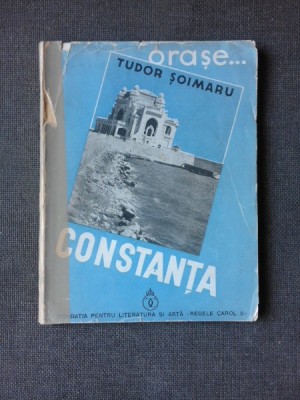 orașe...
TUDOR ȘOIMARU
CONSTANȚA
DAȚIA PENTRU LITERATURĂ ȘI ARTĂ „REGELE CAROL II"